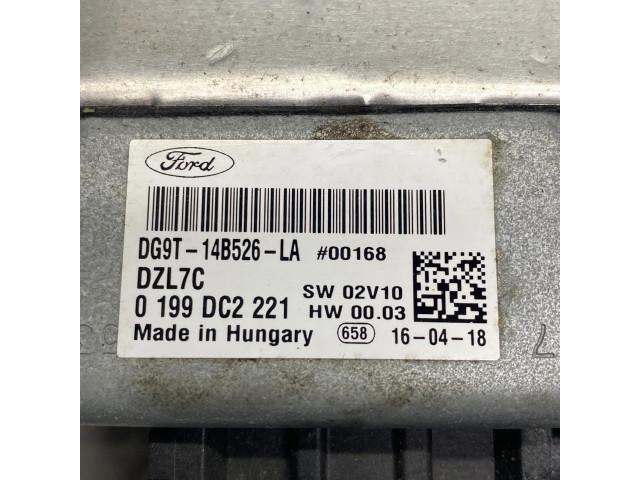 Ford
DG9T-14B526-LA #00168
DZL7C
SW 02V10
0 199 DC2 221
HW 00.03
Made in Hungary
658
16-04-18
7